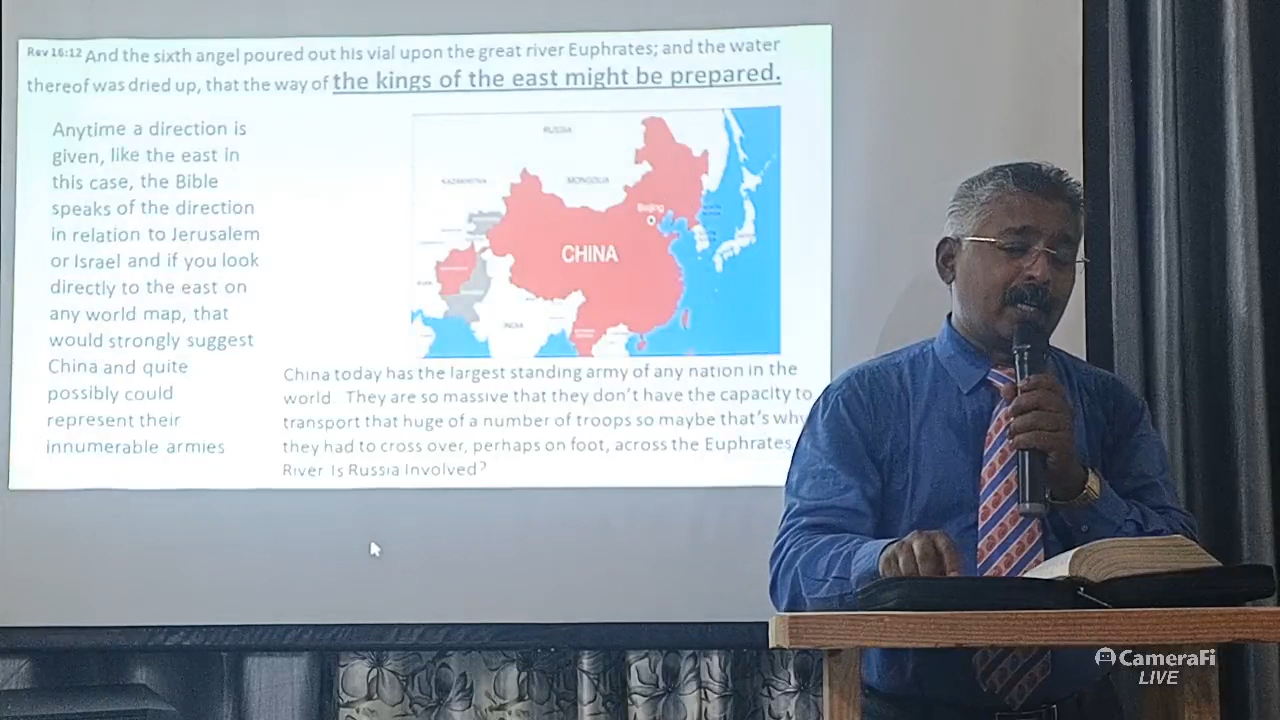 Rev 16:12 And the sixth angel poured out his vial upon the great river Euphrates; and the water
thereof was dried up, that the way of the kings of the east might be prepared.
Anytime a direction is
given, like the east in
this case, the Bible
speaks of the direction
in relation to Jerusalem
or Israel and if you look
directly to the east on
any world map, that
would strongly suggest
China and quite
possibly could
represent their
innumerable armies
RUSSIA
MONGOLIA
Beijing
CHINA
INDIA
China today has the largest standing army of any nation in the
world. They are so massive that they don't have the capacity to
transport that huge of a number of troops so maybe that's why
they had to cross over, perhaps on foot, across the Euphrates
River Is Russia Involved?
CameraFi
LIVE